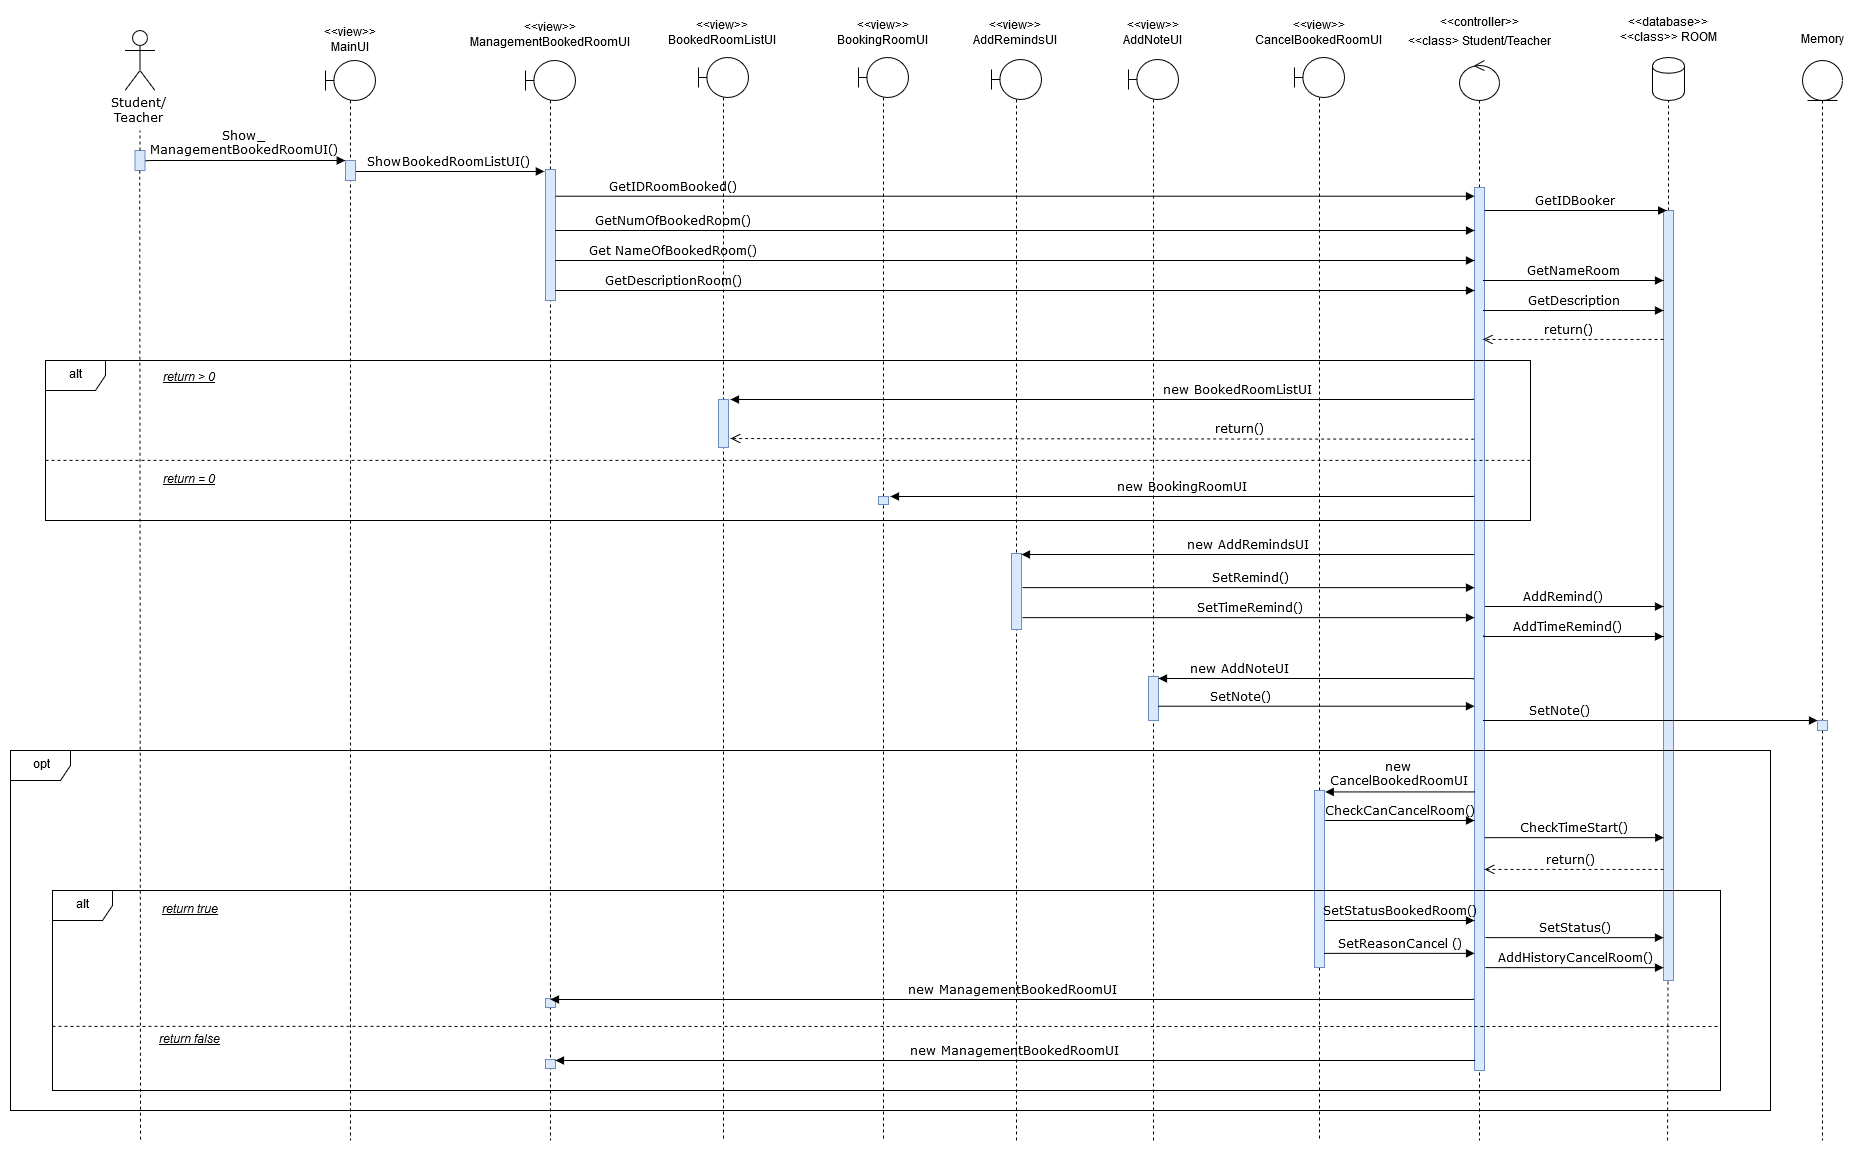 <<view>>
MainUI
<<view>>
ManagementBookedRoomUI
<<view>>
BookedRoomListUI
<<view>>
BookingRoomUI
<<view>>
AddRemindsUI
<<view>>
AddNoteUI
<<view>>
CancelBookedRoomUI
<<controller>>
<<class> Student/Teacher
<<database>>
<<class>> ROOM
Memory
Student/
Teacher
Show_
ManagementBookedRoomUI()
ShowBookedRoomListUI()
GetIDRoomBooked()
GetIDBooker
GetNumOfBookedRoom()
Get NameOfBookedRoom()
GetNameRoom
GetDescriptionRoom()
GetDescription
return()
alt
return > 0
new BookedRoomListUI
return()
return = 0
new BookingRoomUI
new AddRemindsUI
SetRemind()
AddRemind()
SetTimeRemind()
AddTimeRemind()
new AddNoteUI
SetNote()
SetNote()
opt
new
CancelBookedRoomUI
CheckCanCancelRoom()
CheckTimeStart()
return()
alt
return true
SetStatusBookedRoom()
SetStatus()
SetReasonCancel ()
AddHistoryCancelRoom()
new ManagementBookedRoomUI
return false
new ManagementBookedRoomUI